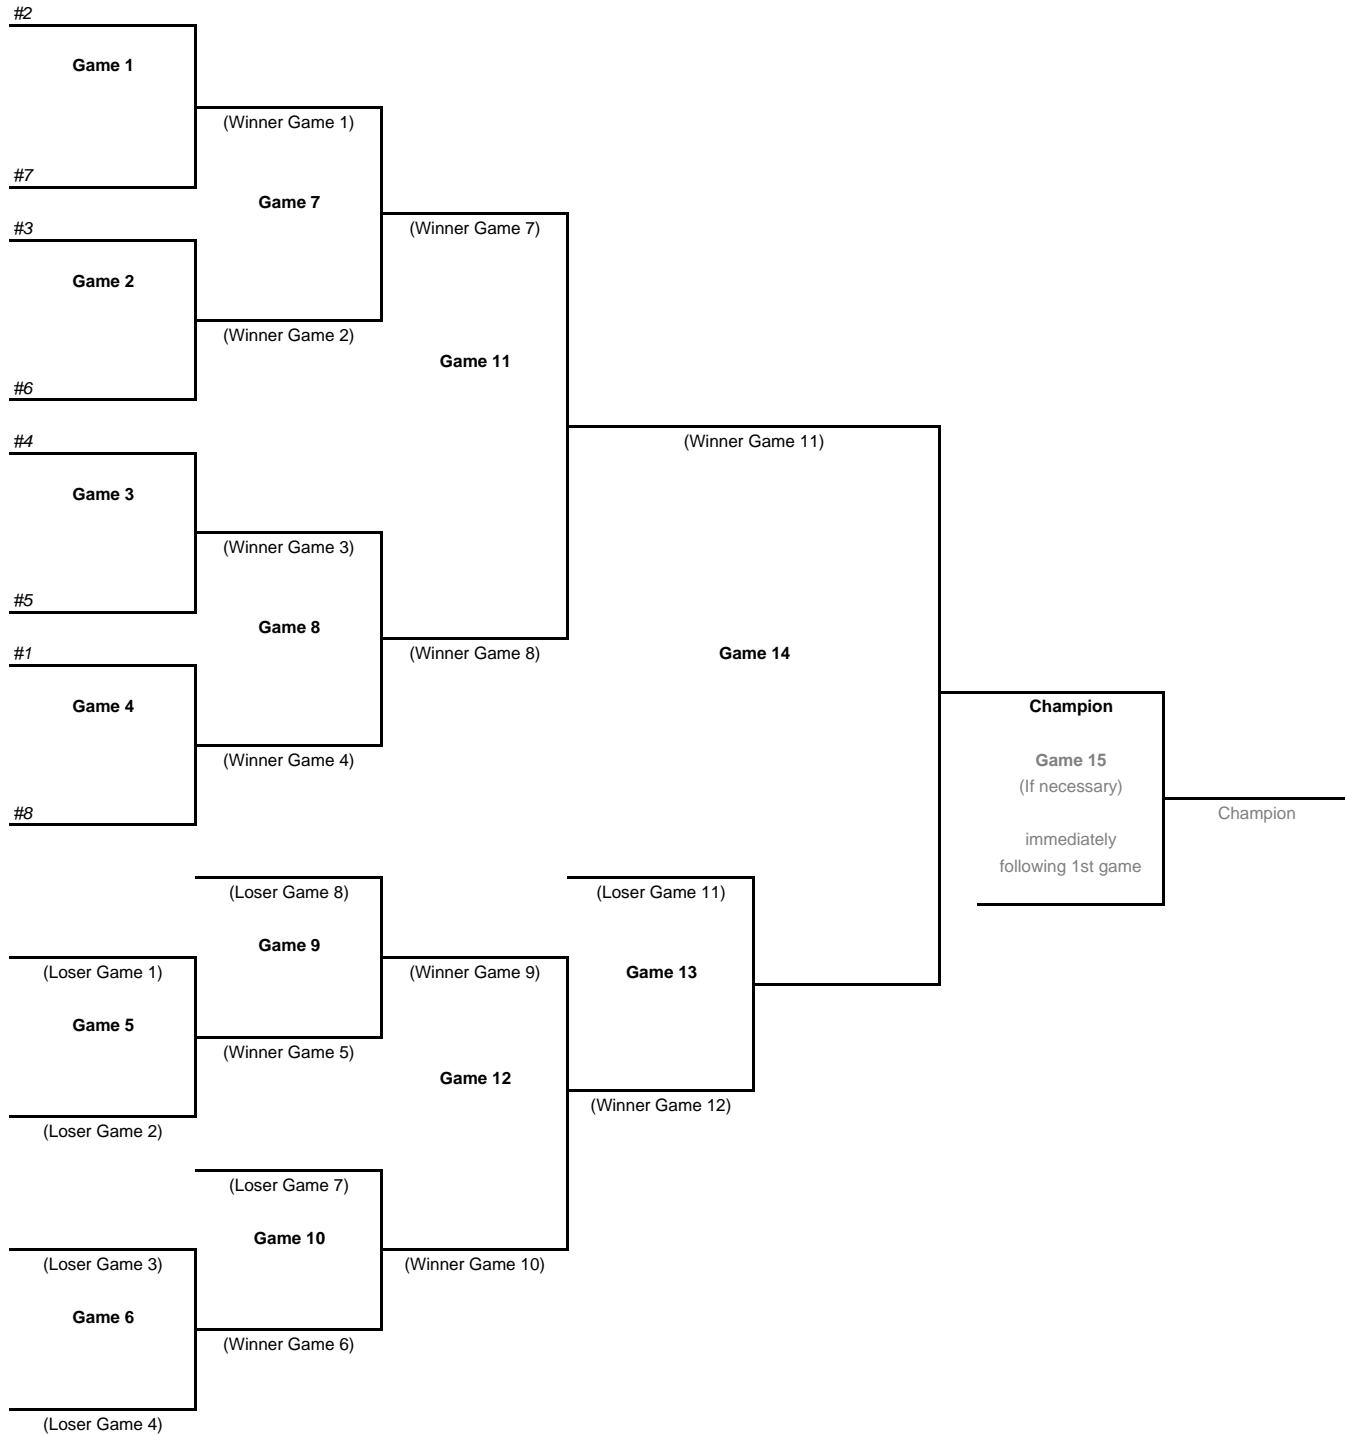 #2
Game 1
(Winner Game 1)
#7
Game 7
#3
(Winner Game 7)
Game 2
(Winner Game 2)
Game 11
#6
#4
(Winner Game 11)
Game 3
(Winner Game 3)
#5
Game 8
#1
(Winner Game 8)
Game 14
Game 4
Champion
(Winner Game 4)
Game 15
(If necessary)
#8
Champion
immediately
following 1st game
(Loser Game 8)
(Loser Game 11)
Game 9
(Loser Game 1)
(Winner Game 9)
Game 13
Game 5
(Winner Game 5)
Game 12
(Winner Game 12)
(Loser Game 2)
(Loser Game 7)
Game 10
(Loser Game 3)
(Winner Game 10)
Game 6
(Winner Game 6)
(Loser Game 4)